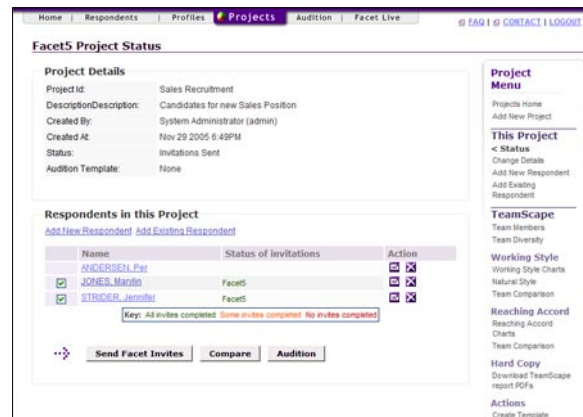 Home | Respondents | Profiles Projects Audition | Facet Live
FAQ | CONTACT | LOGOUT
Facet5 Project Status
Project Details
Project Id: Sales Recruitment
DescriptionDescription: Candidates for new Sales Position
Created By: System Administrator (admin)
Created At: Nov 29 2005 6:49PM
Status: Invitations Sent
Audition Template: None
Respondents in this Project
Add New Respondent Add Existing Respondent
Name Status of invitations Action
ANDERSEN, Per
JONES, Martin Facet5
STRIDER, Jennifer Facet5
Key: All invites completed Some invites completed No invites completed
Send Facet Invites Compare Audition
Project
Menu
Projects Home
Add New Project
This Project
< Status
Change Details
Add New Respondent
Add Existing
Respondent
TeamScape
Team Members
Team Diversity
Working Style
Working Style Charts
Natural Style
Team Comparison
Reaching Accord
Reaching Accord
Charts
Team Comparison
Hard Copy
Download TeamScape
report PDFs
Actions
Create Template